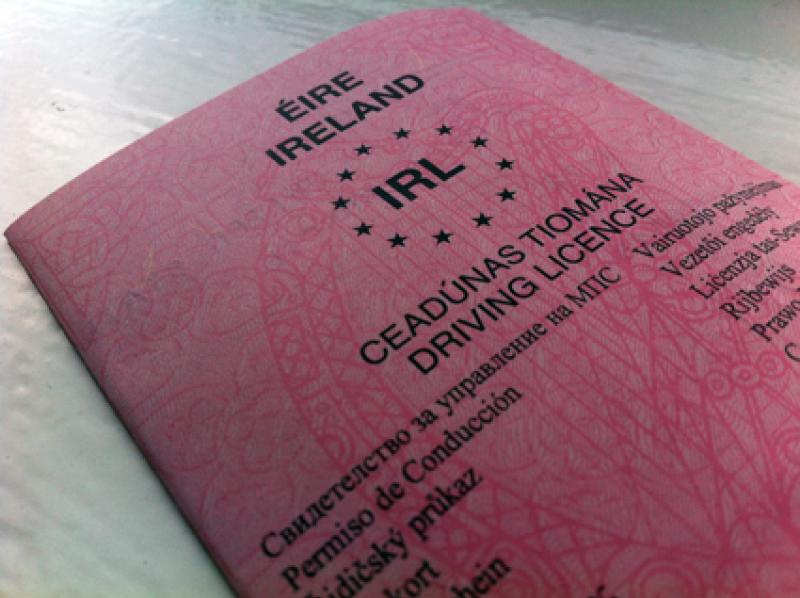 ÉIRE
IRELAND
IRL
CEADÚNAS TIOMÁNA
DRIVING LICENCE
Свидетелство за управление на МПС
Permiso de Conducción
průkaz
Vairuotojo pažymėjimas
Vezetői engedély
Liċenzja tas-Sewqan
Rijbewijs
Prawo